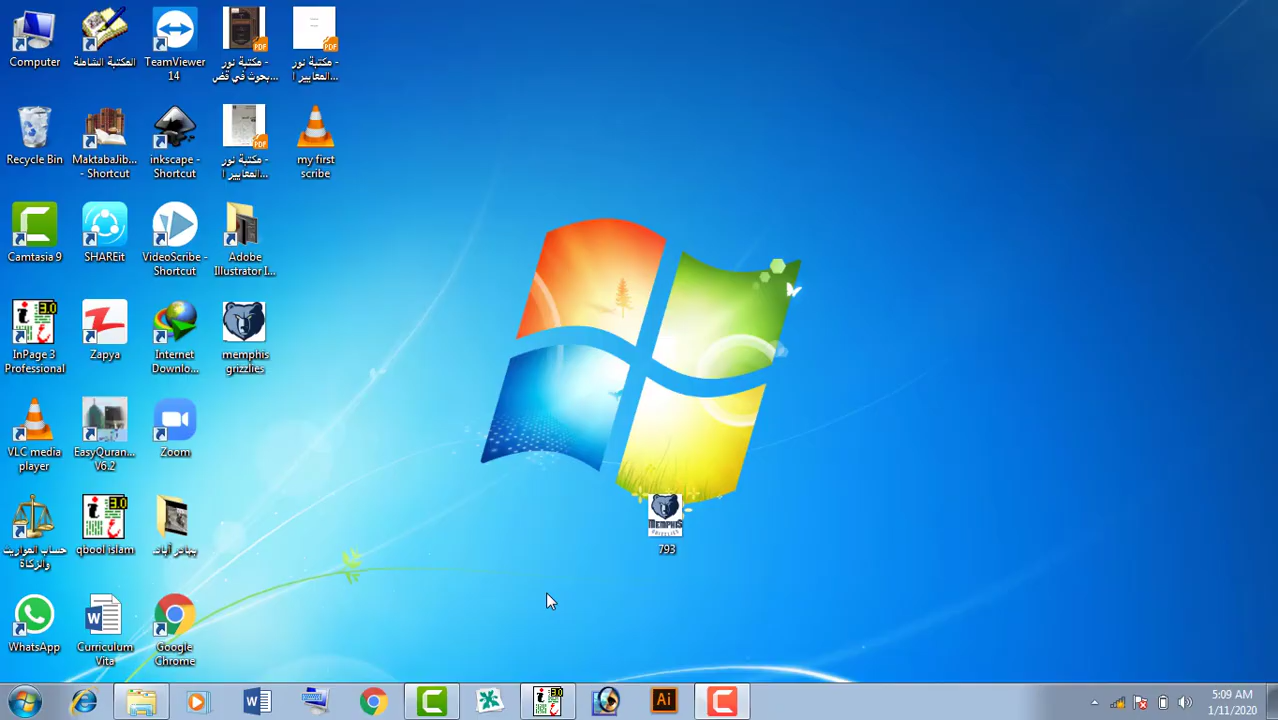 Computer
المكتبة الشاملة
TeamViewer
14
مكتبة نور -
بحوث في قض...
مكتبة نور -
المعايير ا...
Recycle Bin
MaktabaJib...
- Shortcut
inkscape -
Shortcut
مكتبة نور -
المعايير ا...
my first
scribe
Camtasia 9
SHAREit
VideoScribe -
Shortcut
Adobe
Illustrator I...
InPage 3
Professional
Zapya
Internet
Downlo...
memphis
grizzlies
VLC media
player
EasyQuran...
V6.2
Zoom
حساب المواريث
والزكاة
qbool islam
بهادر آباد
MEMPHIS
GRIZZLIES
793
WhatsApp
Curriculum
Vita
Google
Chrome
5:09 AM
1/11/2020